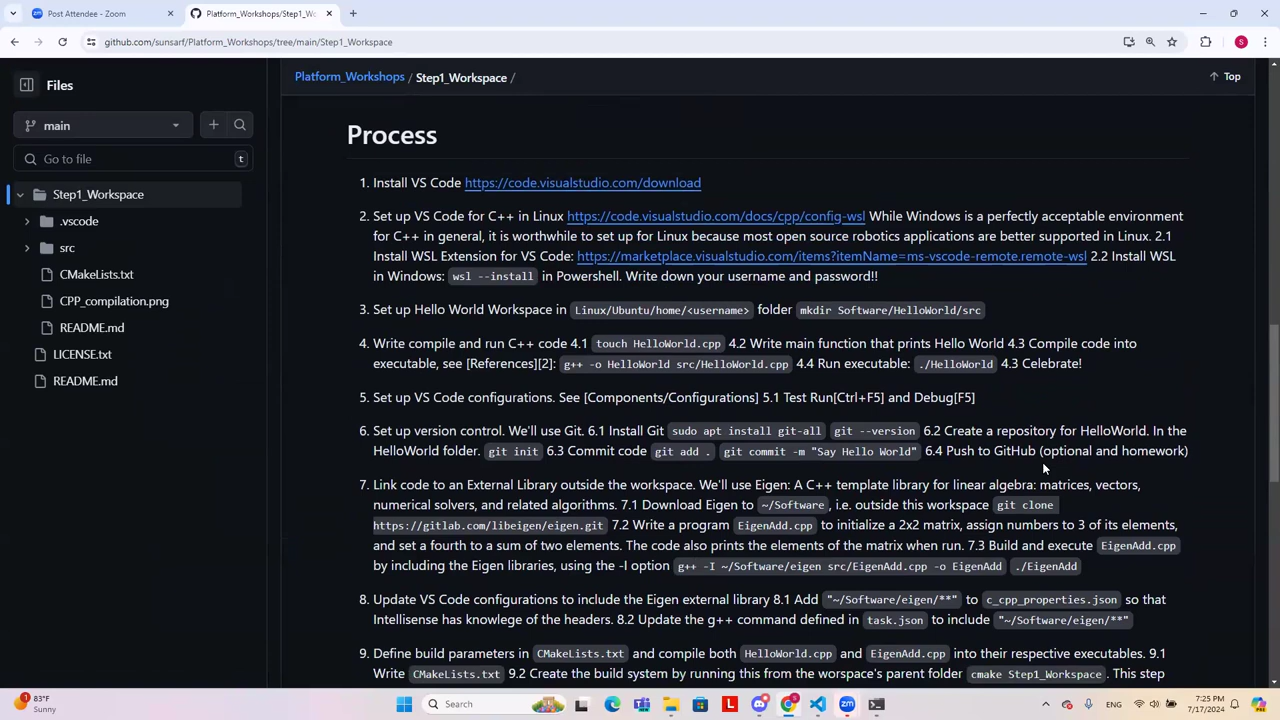 Post Attendee - Zoom
Platform_Workshops/Step1_Wo
github.com/sunsarf/Platform_Workshops/tree/main/Step1_Workspace
S
Files
main
Go to file
t
Step1_Workspace
.vscode
src
CMakeLists.txt
CPP_compilation.png
README.md
LICENSE.txt
README.md
Platform_Workshops / Step1_Workspace /
Top
Process
1. Install VS Code https://code.visualstudio.com/download
2. Set up VS Code for C++ in Linux https://code.visualstudio.com/docs/cpp/config-wsl While Windows is a perfectly acceptable environment
for C++ in general, it is worthwhile to set up for Linux because most open source robotics applications are better supported in Linux. 2.1
Install WSL Extension for VS Code: https://marketplace.visualstudio.com/items?itemName=ms-vscode-remote.remote-wsl 2.2 Install WSL
in Windows: wsl --install in Powershell. Write down your username and password!!
3. Set up Hello World Workspace in Linux/Ubuntu/home/<username> folder mkdir Software/HelloWorld/src
4. Write compile and run C++ code 4.1 touch HelloWorld.cpp 4.2 Write main function that prints Hello World 4.3 Compile code into
executable, see [References][2]: g++ -o HelloWorld src/HelloWorld.cpp 4.4 Run executable: ./HelloWorld 4.3 Celebrate!
5. Set up VS Code configurations. See [Components/Configurations] 5.1 Test Run[Ctrl+F5] and Debug[F5]
6. Set up version control. We'll use Git. 6.1 Install Git sudo apt install git-all git --version 6.2 Create a repository for HelloWorld. In the
HelloWorld folder. git init 6.3 Commit code git add . git commit -m "Say Hello World" 6.4 Push to GitHub (optional and homework)
7. Link code to an External Library outside the workspace. We'll use Eigen: A C++ template library for linear algebra: matrices, vectors,
numerical solvers, and related algorithms. 7.1 Download Eigen to ~/Software, i.e. outside this workspace git clone
https://gitlab.com/libeigen/eigen.git 7.2 Write a program EigenAdd.cpp to initialize a 2x2 matrix, assign numbers to 3 of its elements,
and set a fourth to a sum of two elements. The code also prints the elements of the matrix when run. 7.3 Build and execute EigenAdd.cpp
by including the Eigen libraries, using the -I option g++ -I ~/Software/eigen src/EigenAdd.cpp -o EigenAdd ./EigenAdd
8. Update VS Code configurations to include the Eigen external library 8.1 Add "~/Software/eigen/**" to c_cpp_properties.json so that
Intellisense has knowlege of the headers. 8.2 Update the g++ command defined in task.json to include "~/Software/eigen/**"
9. Define build parameters in CMakeLists.txt and compile both HelloWorld.cpp and EigenAdd.cpp into their respective executables. 9.1
Write CMakeLists.txt 9.2 Create the build system by running this from the worspace's parent folder cmake Step1_Workspace . This step
83°F
Sunny
Search
7:25 PM
7/17/2024